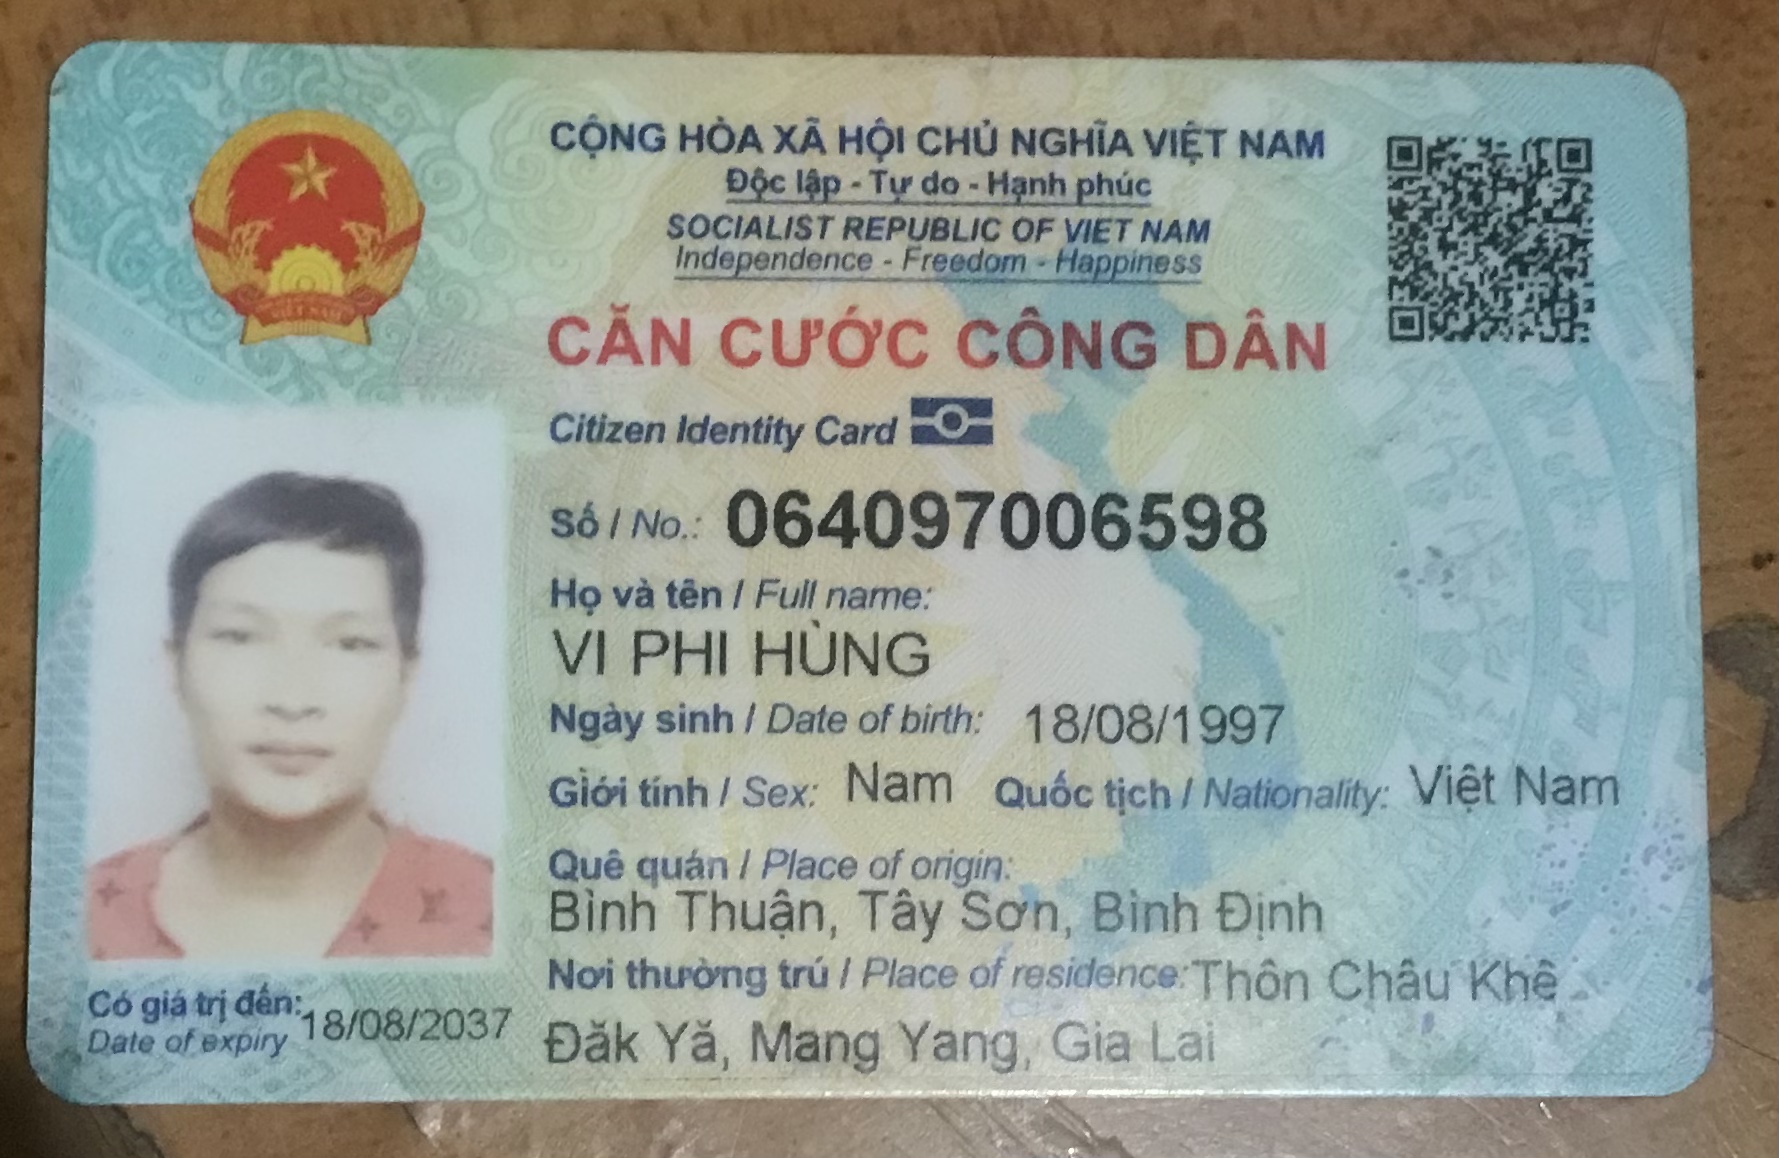 CỘNG HÒA XÃ HỘI CHỦ NGHĨA VIỆT NAM
Độc lập - Tự do - Hạnh phúc
SOCIALIST REPUBLIC OF VIET NAM
Independence - Freedom - Happiness
CĂN CƯỚC CÔNG DÂN
Citizen Identity Card
Số / No.: 064097006598
Họ và tên / Full name:
VI PHI HÙNG
Ngày sinh / Date of birth: 18/08/1997
Giới tính / Sex: Nam Quốc tịch / Nationality: Việt Nam
Quê quán / Place of origin:
Bình Thuận, Tây Sơn, Bình Định
Nơi thường trú / Place of residence: Thôn Châu Khê
Đăk Yă, Mang Yang, Gia Lai
Có giá trị đến: 18/08/2037
Date of expiry
VIỆT NAM